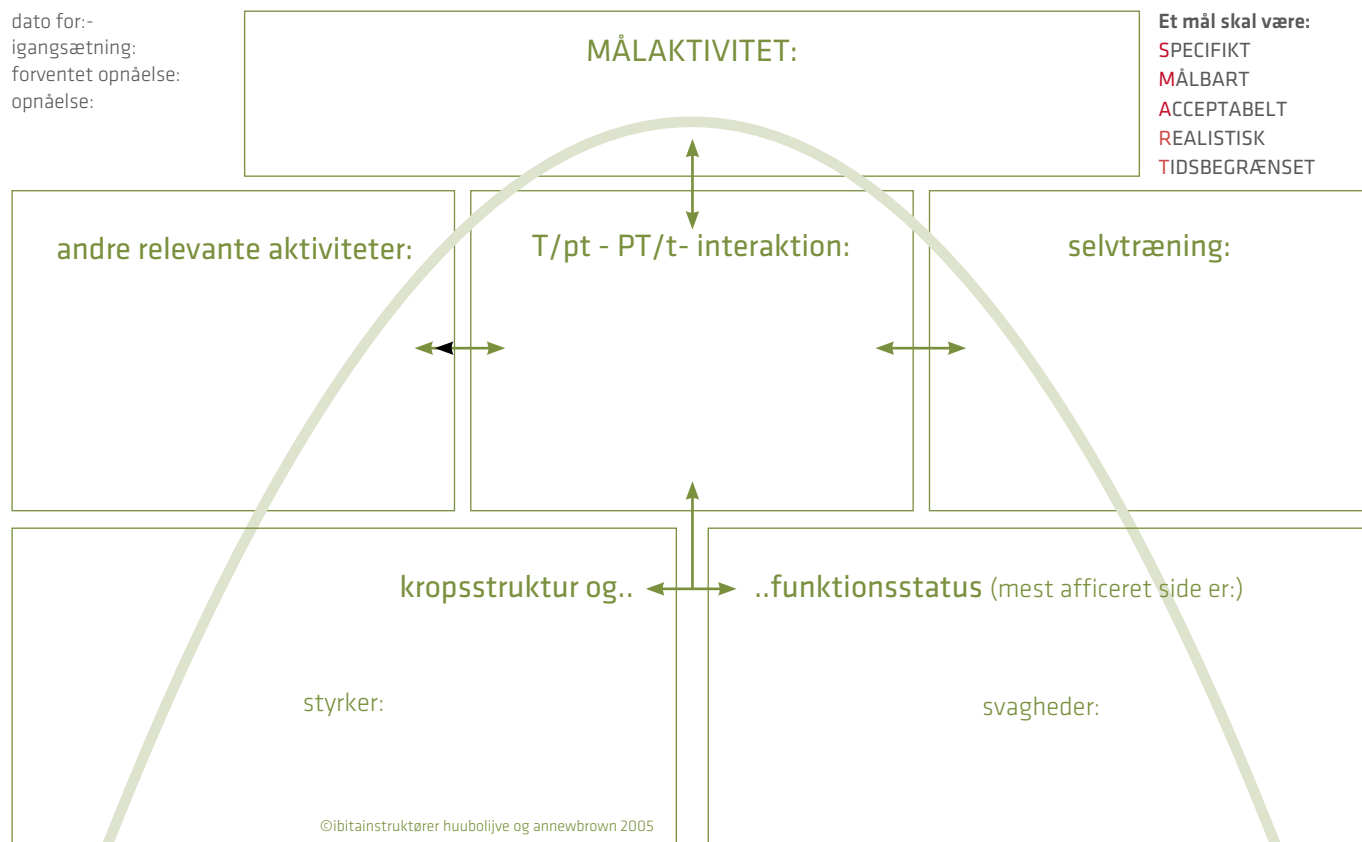 dato for:-
igangsætning:
forventet opnåelse:
opnåelse:
MÅLAKTIVITET:
Et mål skal være:
SPECIFIKT
MÅLBART
ACCEPTABELT
REALISTISK
TIDSBEGRÆNSET
andre relevante aktiviteter:
T/pt - PT/t- interaktion:
selvtræning:
kropsstruktur og..
..funktionsstatus (mest afficeret side er:)
styrker:
svagheder:
©ibitainstruktører huubolijve og annewbrown 2005